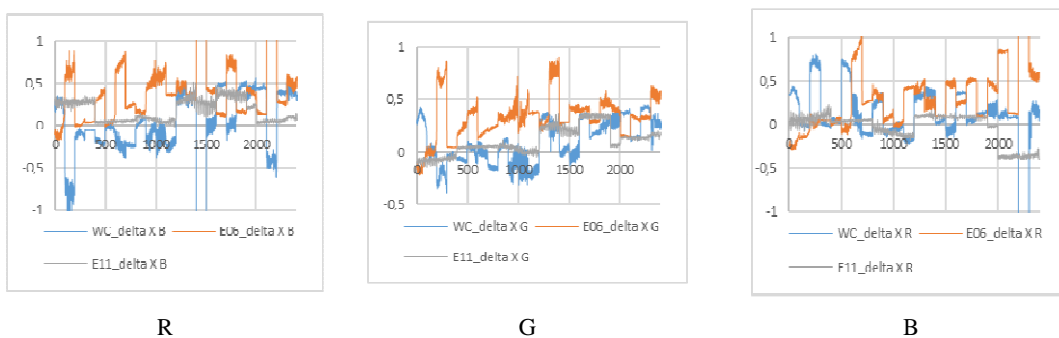 1
0,5
0
-0,5
-1
0 500 1000 1500 2000
WC_delta X B E06_delta X B
E11_delta X B
1
0,5
0
-0,5
0 500 1000 1500 2000
WC_delta X G E06_delta X G
E11_delta X G
1
0,5
0
-0,5
-1
0 500 1000 1500 2000
WC_delta X R E06_delta X R
E11_delta X R
R G B